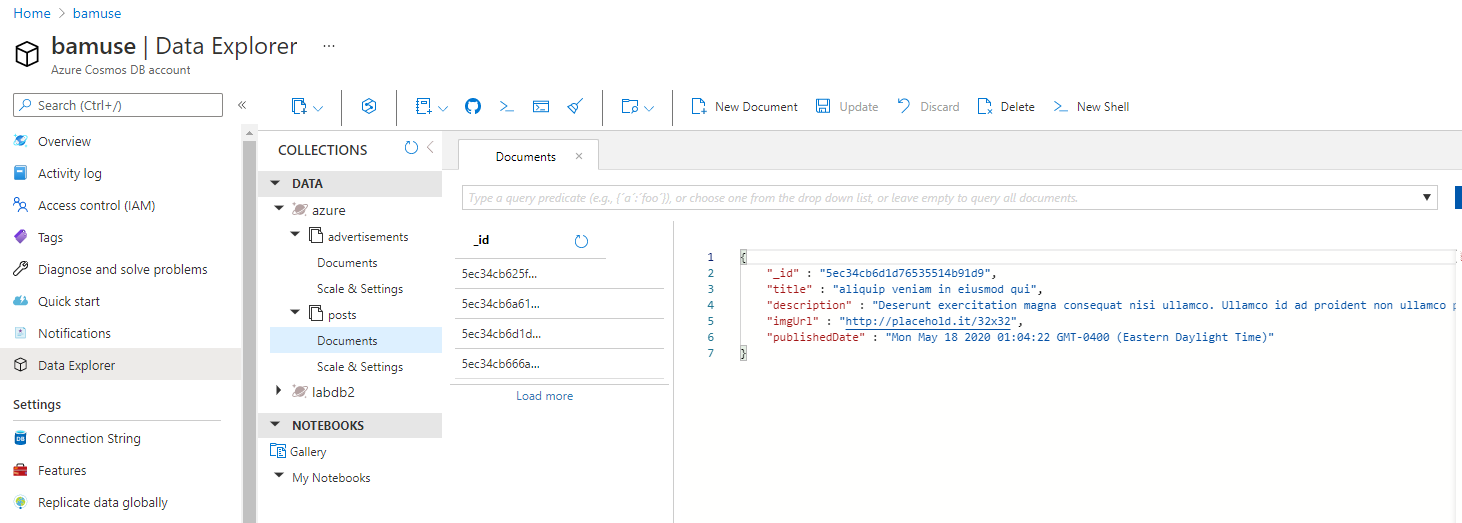 Home > bamuse
bamuse | Data Explorer ...
Azure Cosmos DB account
Search (Ctrl+/) «
Overview
Activity log
Access control (IAM)
Tags
Diagnose and solve problems
Quick start
Notifications
Data Explorer
Settings
Connection String
Features
Replicate data globally
New Document Update Discard Delete New Shell
COLLECTIONS
DATA
azure
advertisements
Documents
Scale & Settings
posts
Documents
Scale & Settings
labdb2
NOTEBOOKS
Gallery
My Notebooks
Documents ×
Type a query predicate (e.g., {´a´:´foo´}), or choose one from the drop down list, or leave empty to query all documents.
_id
5ec34cb625f...
5ec34cb6a61...
5ec34cb6d1d...
5ec34cb666a...
Load more
1 {
2 "_id" : "5ec34cb6d1d76535514b91d9",
3 "title" : "aliquip veniam in eiusmod qui",
4 "description" : "Deserunt exercitation magna consequat nisi ullamco. Ullamco id ad proident non ullamco
5 "imgUrl" : "http://placehold.it/32x32",
6 "publishedDate" : "Mon May 18 2020 01:04:22 GMT-0400 (Eastern Daylight Time)"
7 }